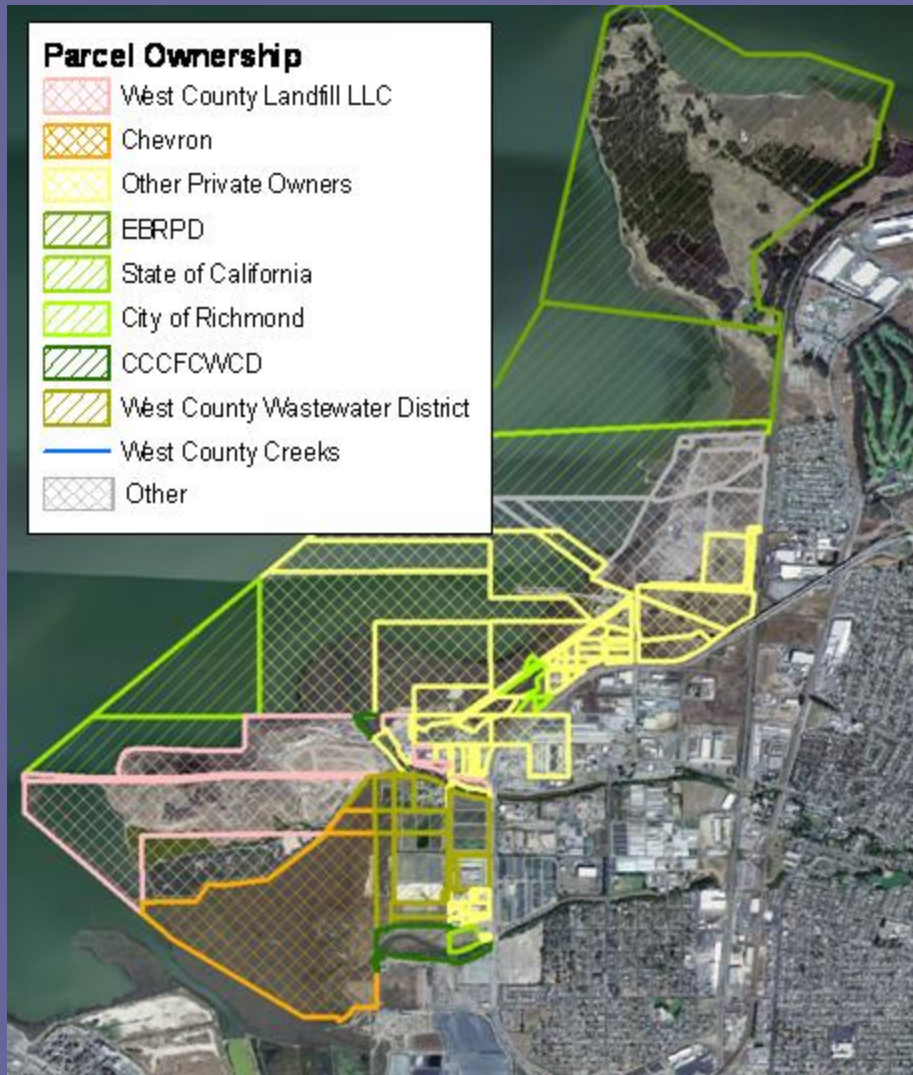 Parcel Ownership
West County Landfill LLC
Chevron
Other Private Owners
EBRPD
State of California
City of Richmond
CCCFCWCD
West County Wastewater District
West County Creeks
Other